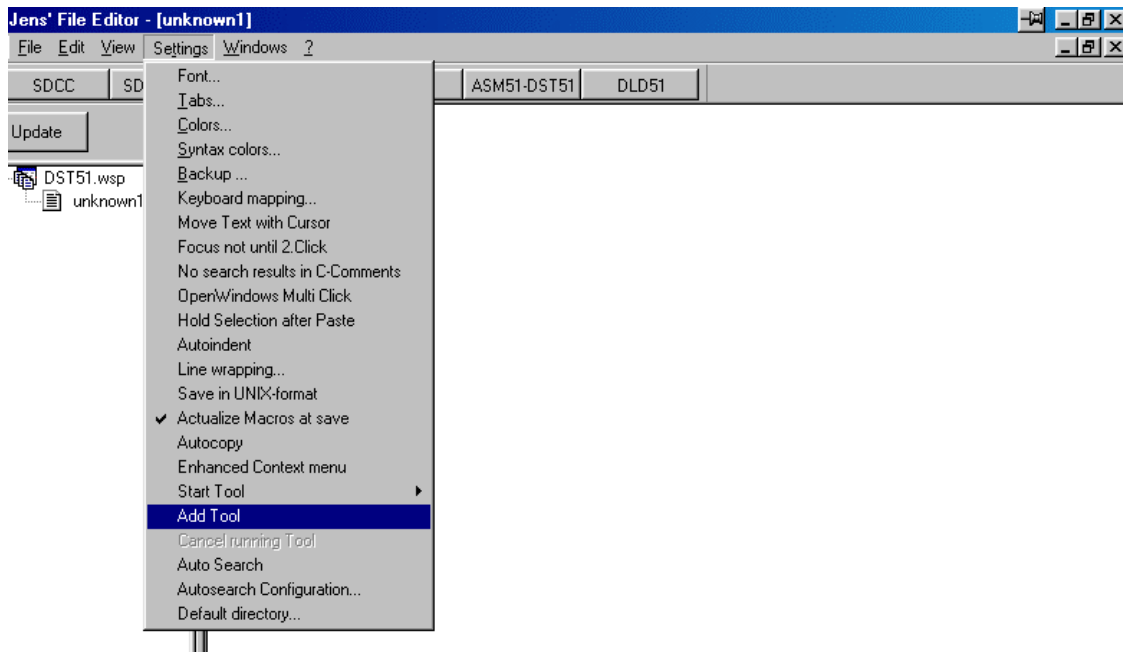 Jens' File Editor - [unknown1]
File Edit View Settings Windows ?
SDCC SD ASM51-DST51 DLD51
Update
DST51.wsp
unknown1
Font...
Tabs...
Colors...
Syntax colors...
Backup ...
Keyboard mapping...
Move Text with Cursor
Focus not until 2.Click
No search results in C-Comments
OpenWindows Multi Click
Hold Selection after Paste
Autoindent
Line wrapping...
Save in UNIX-format
Actualize Macros at save
Autocopy
Enhanced Context menu
Start Tool
Add Tool
Cancel running Tool
Auto Search
Autosearch Configuration...
Default directory...